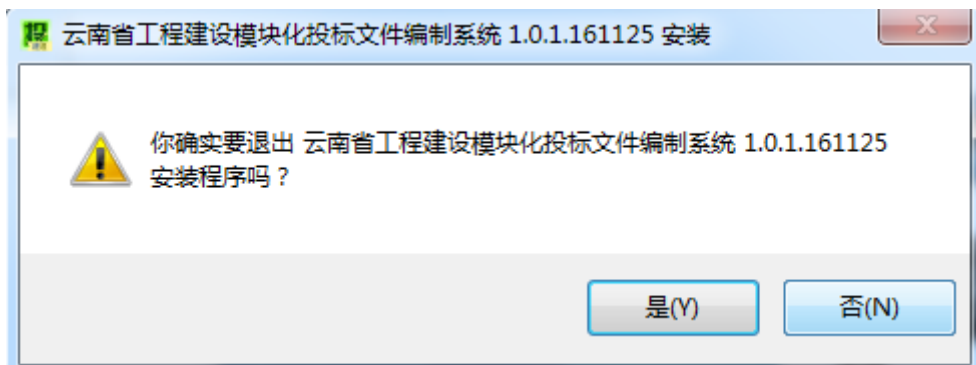 云南省工程建设模块化投标文件编制系统 1.0.1.161125 安装
你确实要退出 云南省工程建设模块化投标文件编制系统 1.0.1.161125
安装程序吗？
是(Y)
否(N)